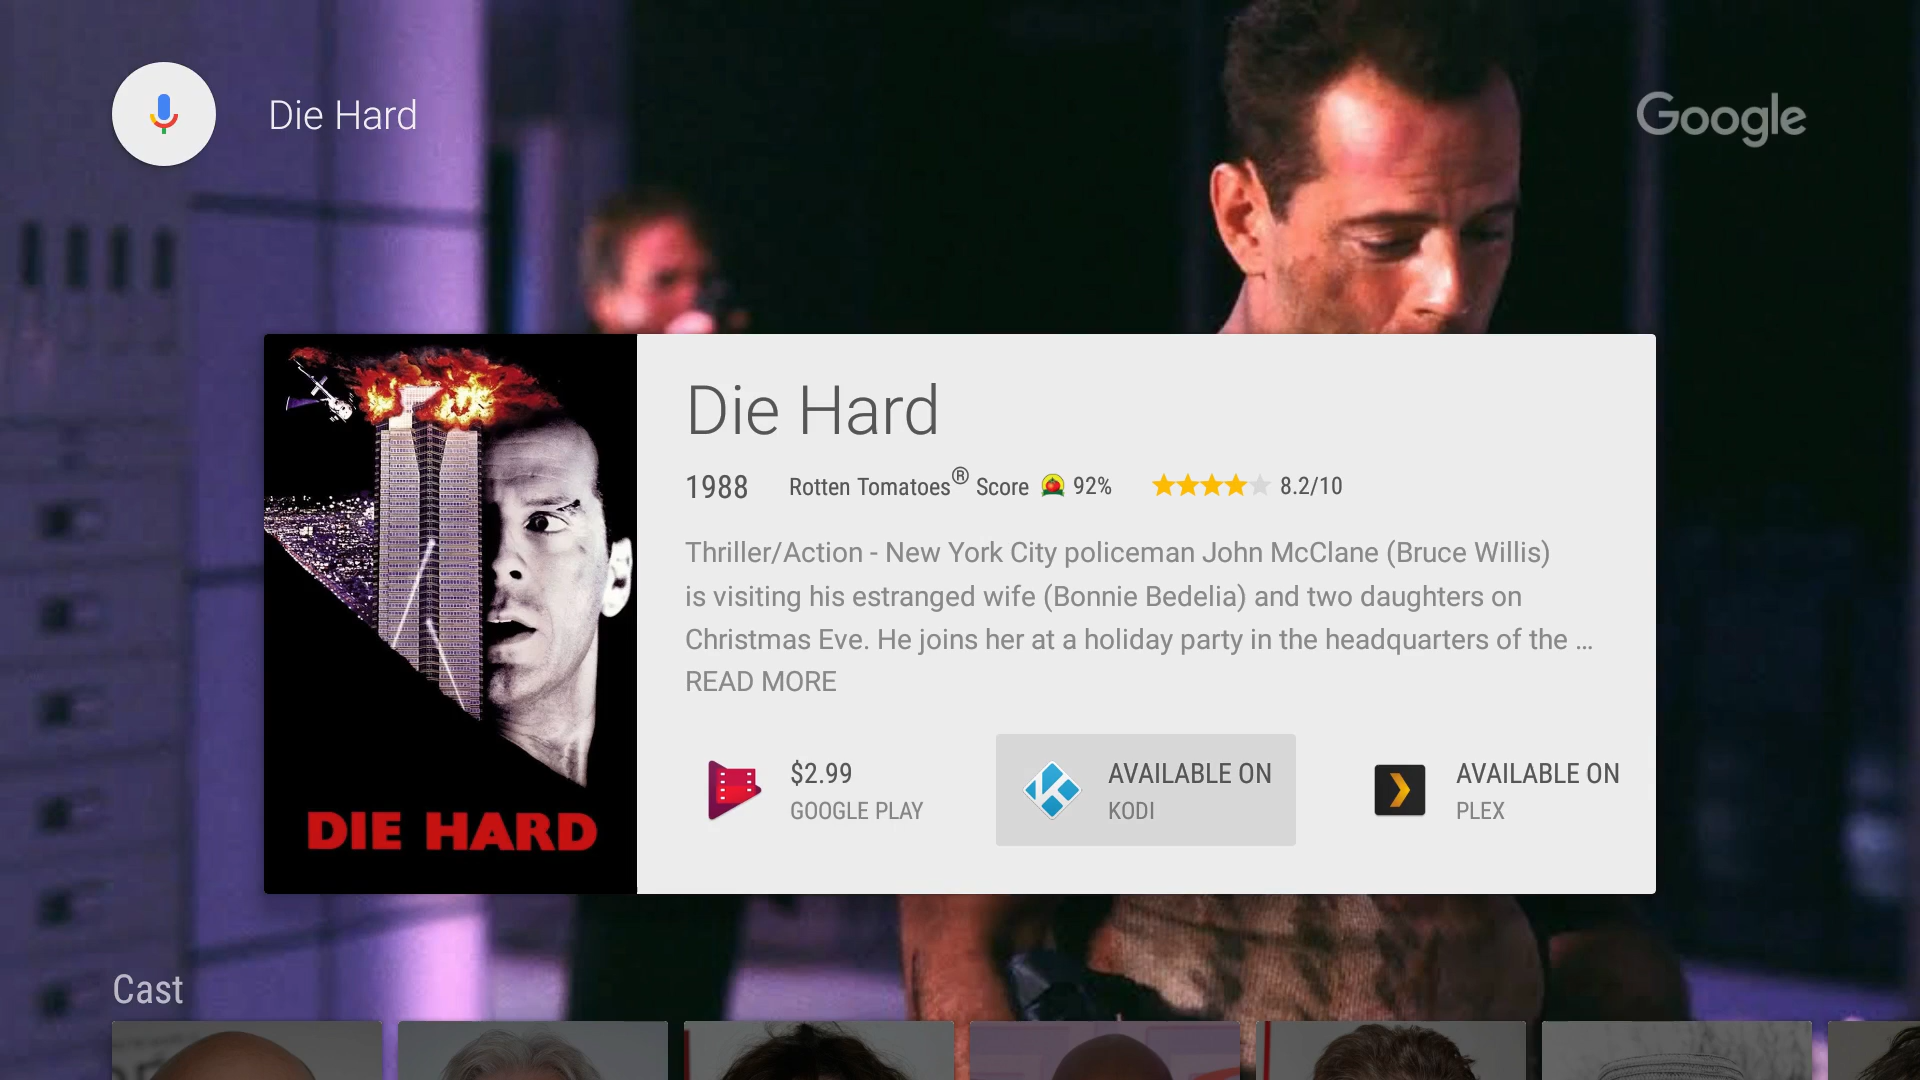 Die Hard
Google
Die Hard
1988 Rotten Tomatoes® Score 92% 8.2/10
Thriller/Action - New York City policeman John McClane (Bruce Willis)
is visiting his estranged wife (Bonnie Bedelia) and two daughters on
Christmas Eve. He joins her at a holiday party in the headquarters of the ...
READ MORE
$2.99
GOOGLE PLAY
AVAILABLE ON
KODI
AVAILABLE ON
PLEX
DIE HARD
Cast